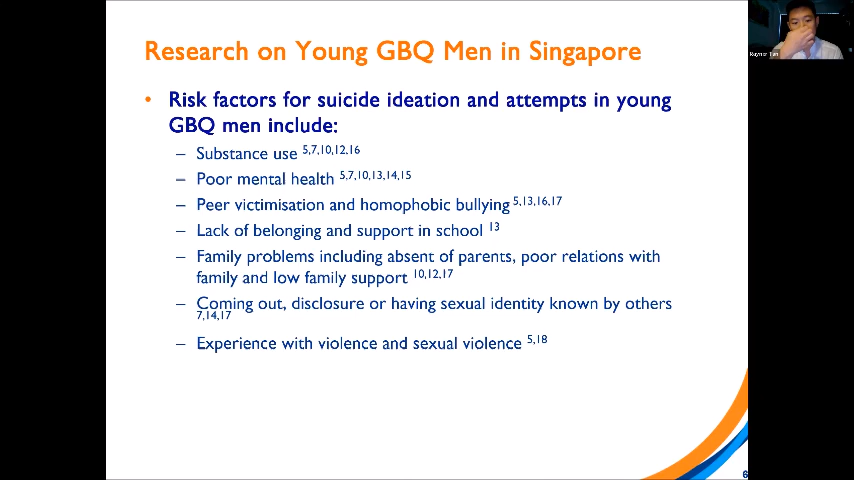 Research on Young GBQ Men in Singapore
• Risk factors for suicide ideation and attempts in young
GBQ men include:
– Substance use 5,7,10,12,16
– Poor mental health 5,7,10,13,14,15
– Peer victimisation and homophobic bullying 5,13,16,17
– Lack of belonging and support in school 13
– Family problems including absent of parents, poor relations with
family and low family support 10,12,17
– Coming out, disclosure or having sexual identity known by others
7,14,17
– Experience with violence and sexual violence 5,18
6
Rayner Tan